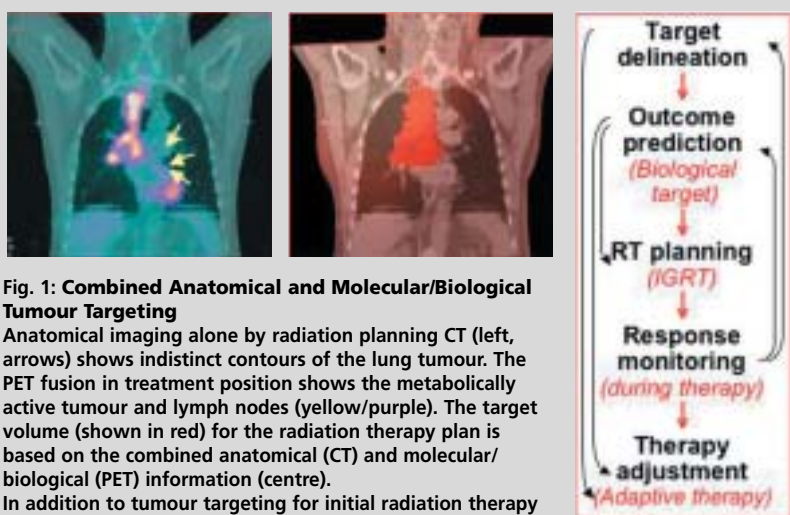 Fig. 1: Combined Anatomical and Molecular/Biological
Tumour Targeting
Anatomical imaging alone by radiation planning CT (left,
arrows) shows indistinct contours of the lung tumour. The
PET fusion in treatment position shows the metabolically
active tumour and lymph nodes (yellow/purple). The target
volume (shown in red) for the radiation therapy plan is
based on the combined anatomical (CT) and molecular/
biological (PET) information (centre).
In addition to tumour targeting for initial radiation therapy
Target
delineation
Outcome
prediction
(Biological
target)
RT planning
(IGRT)
Response
monitoring
(during therapy)
Therapy
adjustment
(Adaptive therapy)